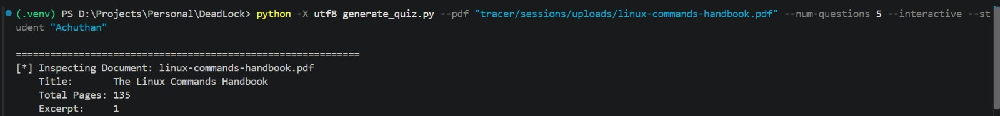 (.venv) PS D:\Projects\Personal\DeadLock> python -X utf8 generate_quiz.py --pdf "tracer/sessions/uploads/linux-commands-handbook.pdf" --num-questions 5 --interactive --st
udent "Achuthan"
============================================================
[*] Inspecting Document: linux-commands-handbook.pdf
    Title:       The Linux Commands Handbook
    Total Pages: 135
    Excerpt:     1